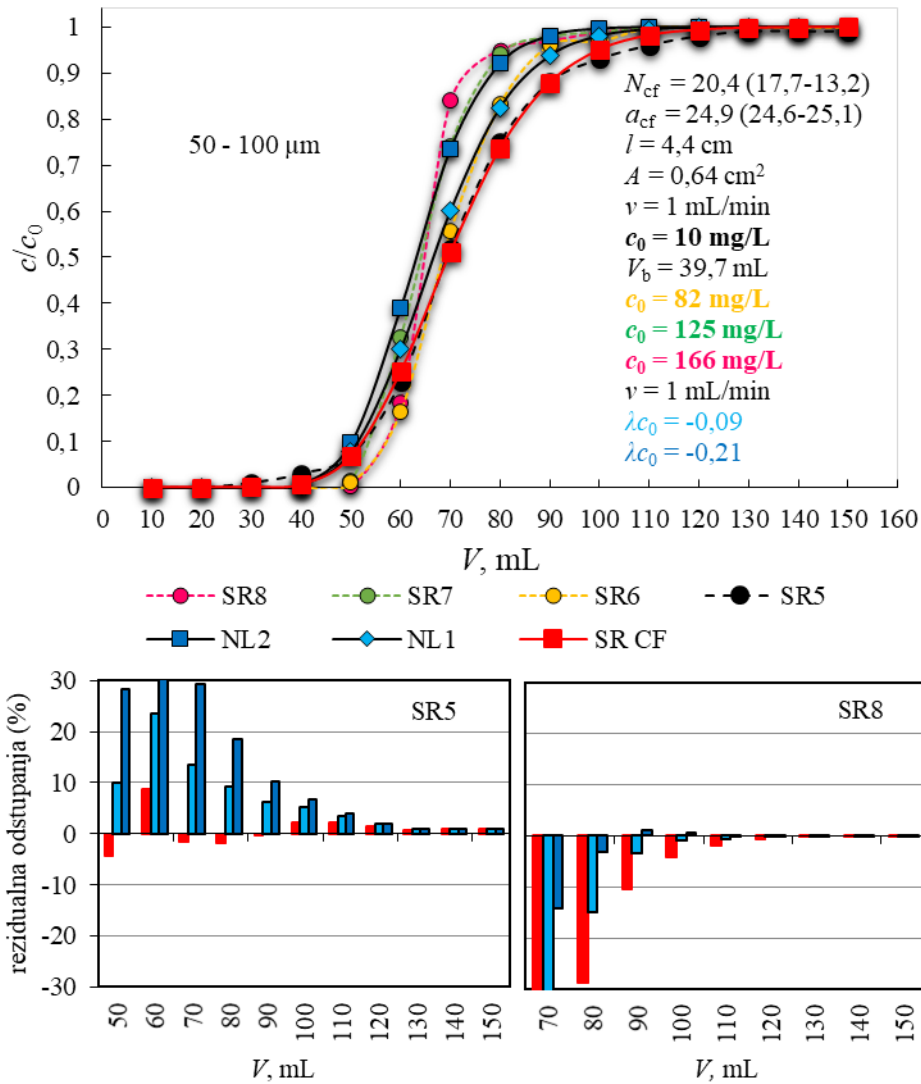 1
0,9
0,8
0,7
0,6
0,5
0,4
0,3
0,2
0,1
0
c/c₀
50 - 100 µm
N_cf = 20,4 (17,7-13,2)
a_cf = 24,9 (24,6-25,1)
l = 4,4 cm
A = 0,64 cm²
v = 1 mL/min
c₀ = 10 mg/L
V_b = 39,7 mL
c₀ = 82 mg/L
c₀ = 125 mg/L
c₀ = 166 mg/L
v = 1 mL/min
λc₀ = -0,09
λc₀ = -0,21
0 10 20 30 40 50 60 70 80 90 100 110 120 130 140 150 160
V, mL
SR8 SR7 SR6 SR5
NL2 NL1 SR CF
rezidualna odstupanja (%)
30
20
10
0
-10
-20
-30
SR5
50 60 70 80 90 100 110 120 130 140 150
V, mL
SR8
70 80 90 100 110 120 130 140 150
V, mL